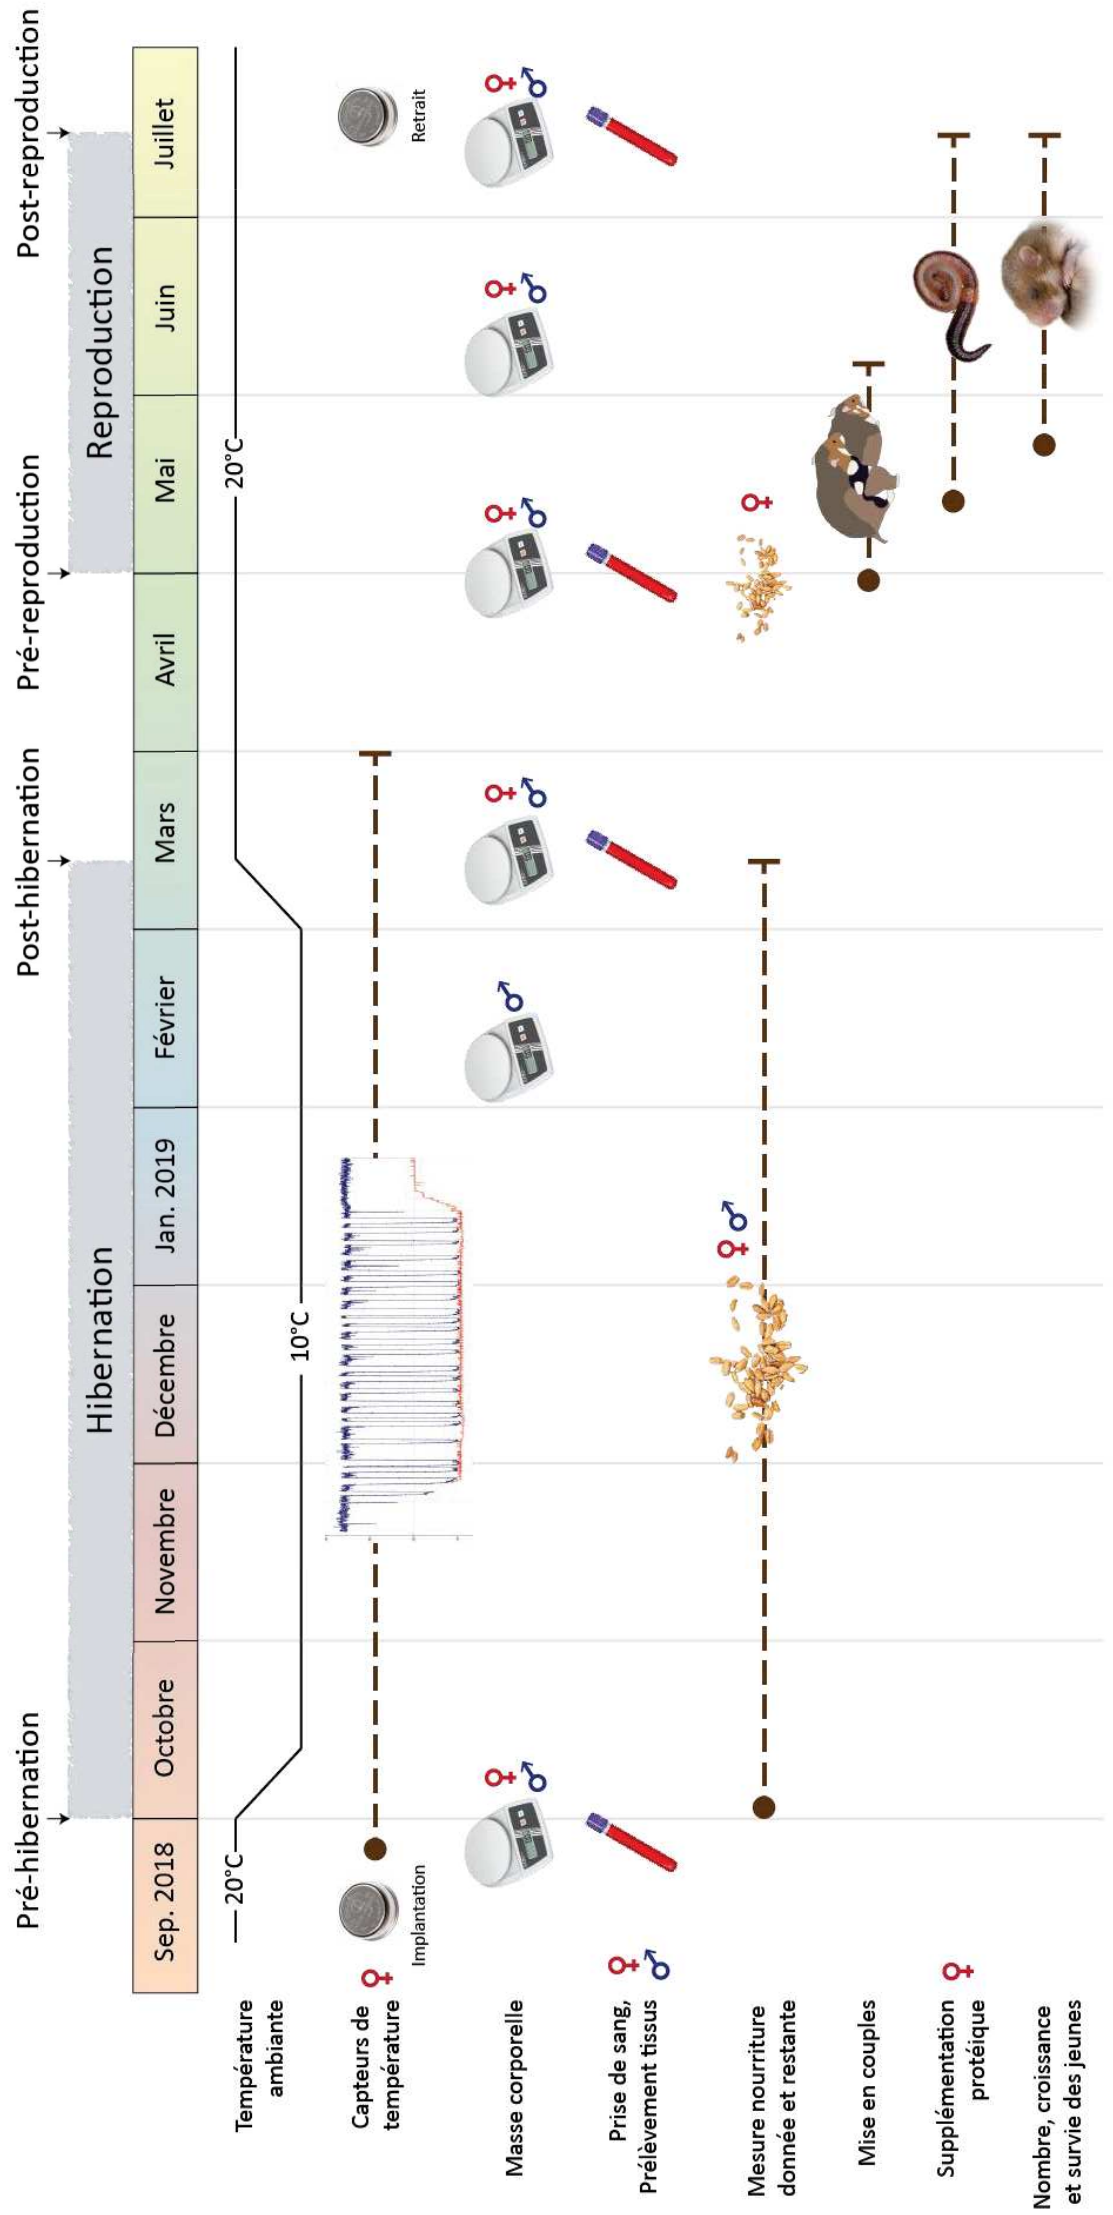 Pré-hibernation
Post-hibernation
Pré-reproduction
Post-reproduction
Hibernation
Reproduction
Sep. 2018
Octobre
Novembre
Décembre
Jan. 2019
Février
Mars
Avril
Mai
Juin
Juillet
Température
ambiante
20°C
10°C
20°C
Capteurs de
température
♀
Implantation
Retrait
Masse corporelle
♀
♂
♂
♀
♂
♀
♂
♀
♂
♀
♂
Prise de sang,
Prélèvement tissus
♀
♂
Mesure nourriture
donnée et restante
♀
♂
♀
Mise en couples
Supplémentation
protéique
♀
Nombre, croissance
et survie des jeunes